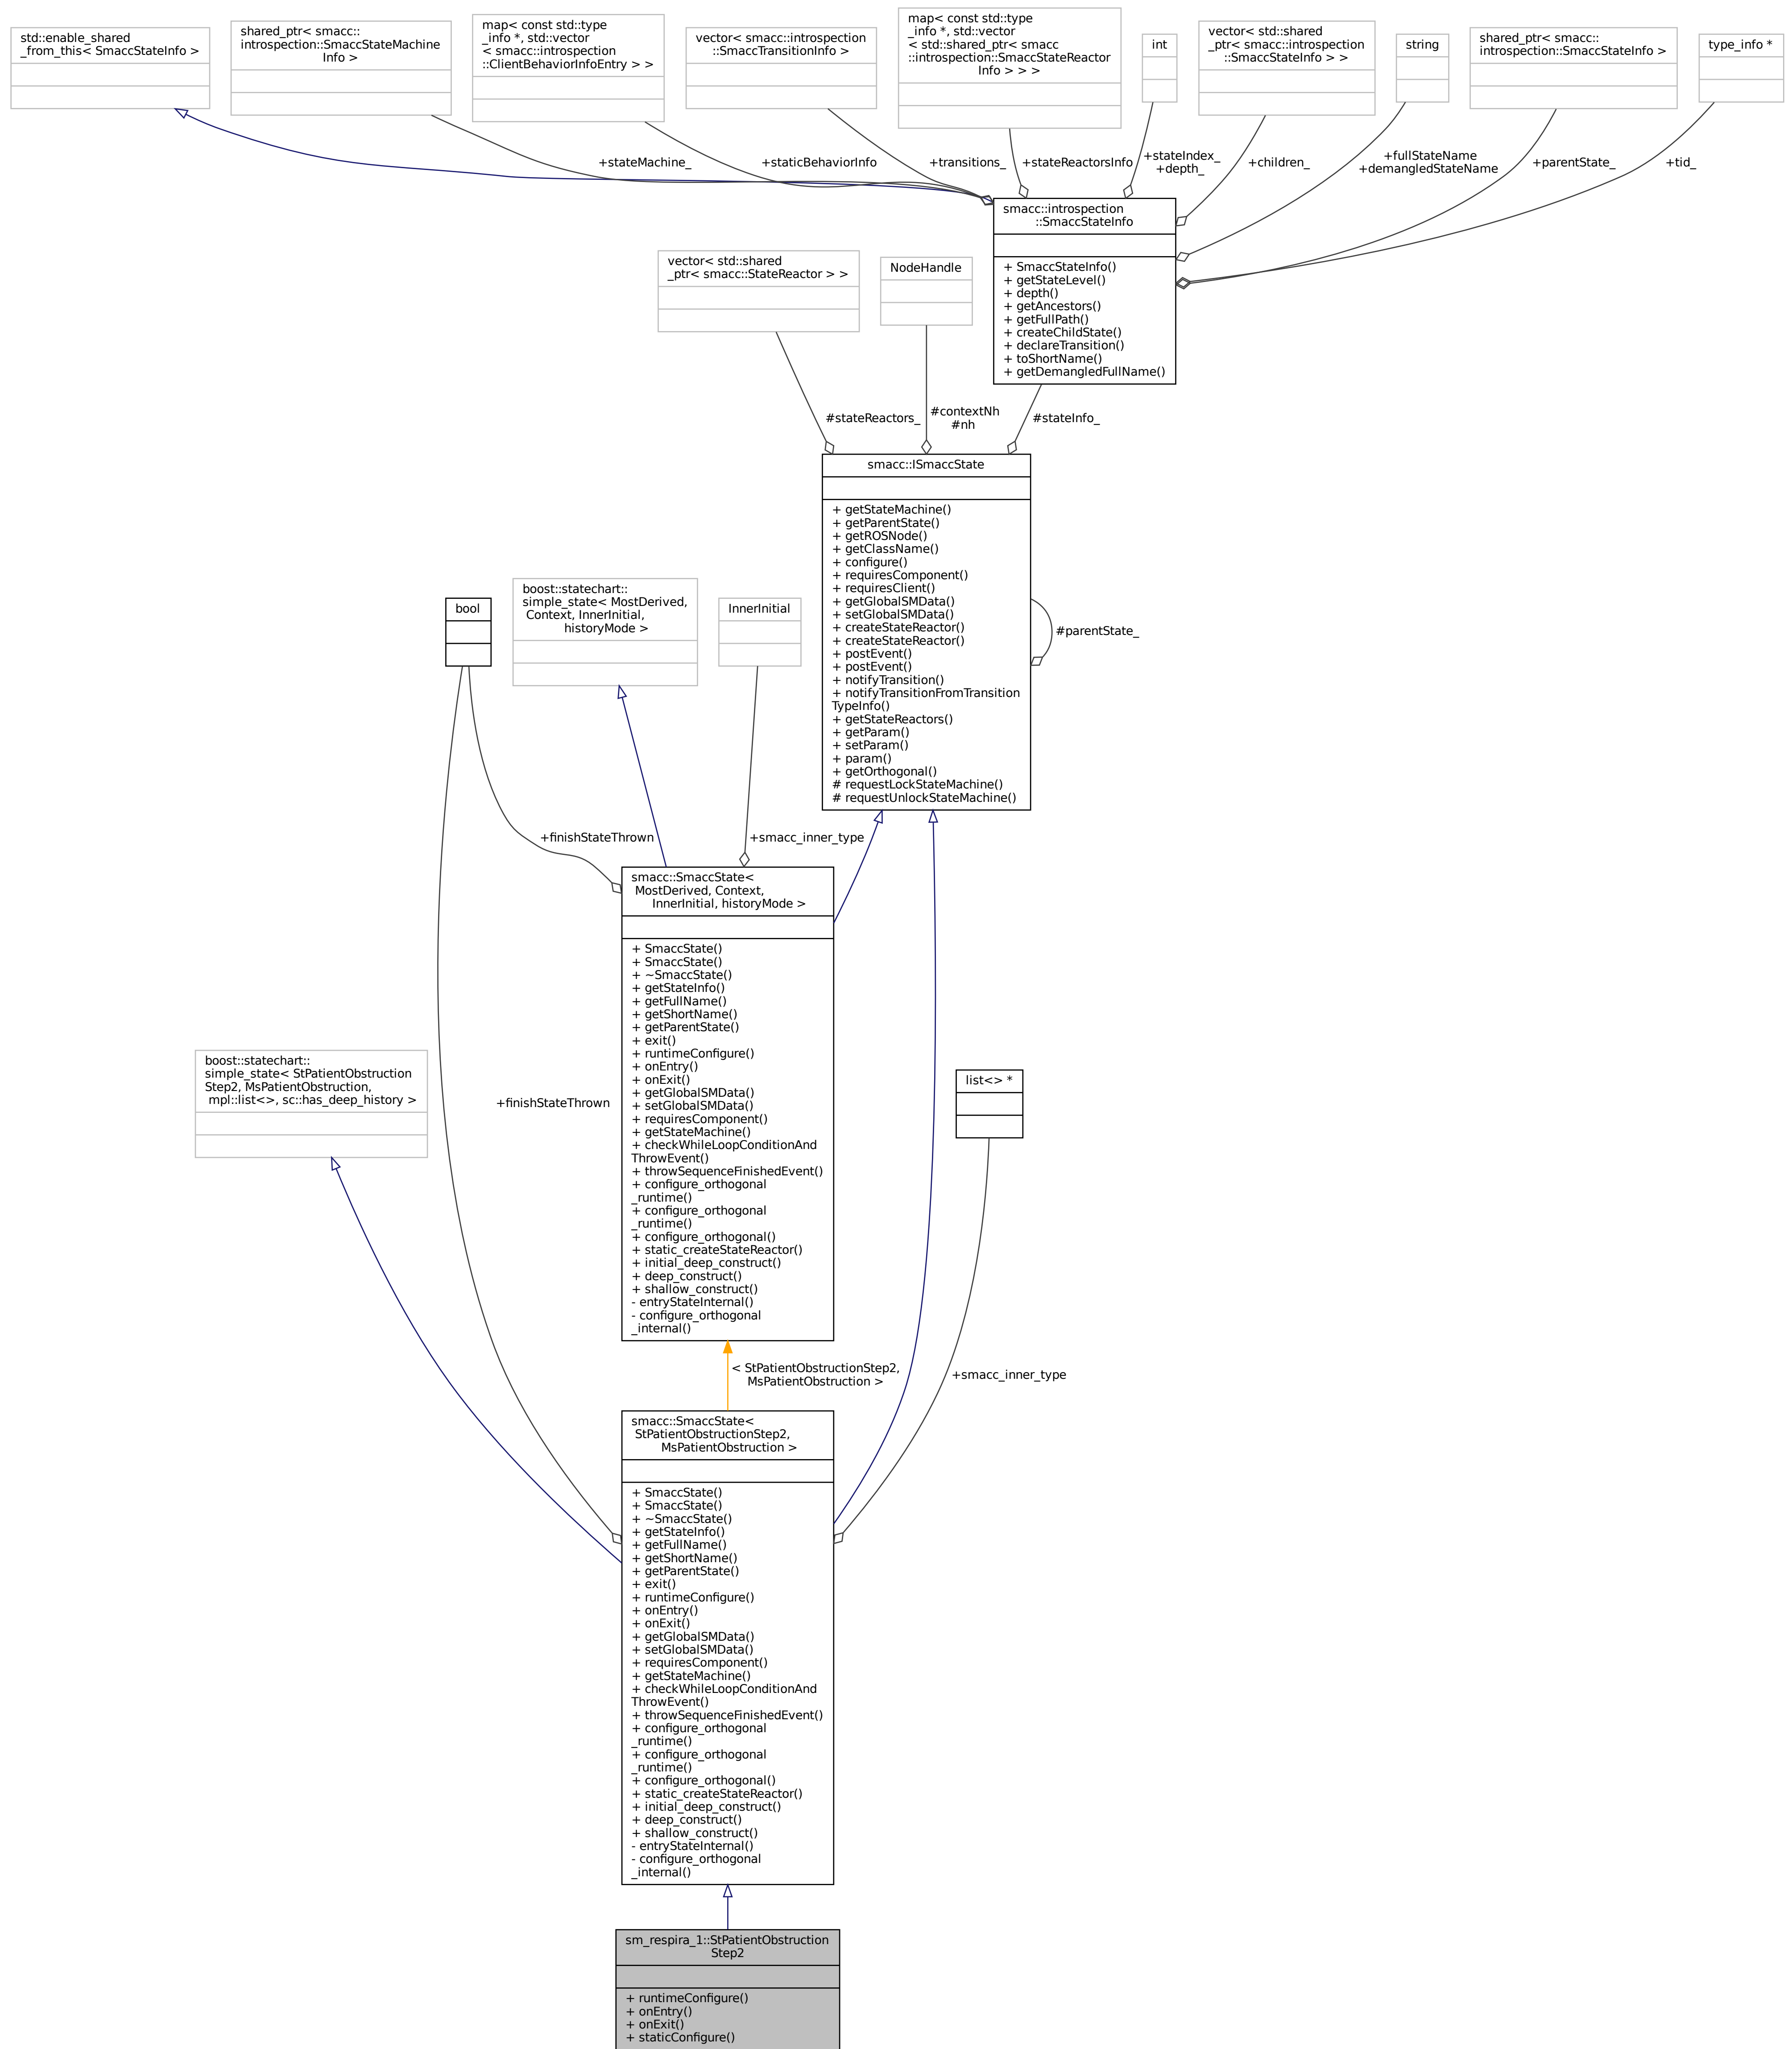 std::enable_shared
_from_this< SmaccStateInfo >
shared_ptr< smacc::
introspection::SmaccStateMachine
Info >
map< const std::type
_info *, std::vector
< smacc::introspection
::ClientBehaviorInfoEntry > >
vector< smacc::introspection
::SmaccTransitionInfo >
map< const std::type
_info *, std::vector
< std::shared_ptr< smacc
::introspection::SmaccStateReactor
Info > > >
int
vector< std::shared
_ptr< smacc::introspection
::SmaccStateInfo > >
string
shared_ptr< smacc::
introspection::SmaccStateInfo >
type_info *
+stateMachine_
+staticBehaviorInfo
+transitions_
+stateReactorsInfo
+stateIndex_
+depth_
+children_
+fullStateName
+demangledStateName
+parentState_
+tid_
smacc::introspection
::SmaccStateInfo
+ SmaccStateInfo()
+ getStateLevel()
+ depth()
+ getAncestors()
+ getFullPath()
+ createChildState()
+ declareTransition()
+ toShortName()
+ getDemangledFullName()
vector< std::shared
_ptr< smacc::StateReactor > >
NodeHandle
#stateReactors_
#contextNh
#nh
#stateInfo_
smacc::ISmaccState
+ getStateMachine()
+ getParentState()
+ getROSNode()
+ getClassName()
+ configure()
+ requiresComponent()
+ requiresClient()
+ getGlobalSMData()
+ setGlobalSMData()
+ createStateReactor()
+ createStateReactor()
+ postEvent()
+ postEvent()
+ notifyTransition()
+ notifyTransitionFromTransition
TypeInfo()
+ getStateReactors()
+ getParam()
+ setParam()
+ param()
+ getOrthogonal()
# requestLockStateMachine()
# requestUnlockStateMachine()
#parentState_
bool
boost::statechart::
simple_state< MostDerived,
Context, InnerInitial,
historyMode >
InnerInitial
+finishStateThrown
+smacc_inner_type
smacc::SmaccState<
MostDerived, Context,
InnerInitial, historyMode >
+ SmaccState()
+ SmaccState()
+ ~SmaccState()
+ getStateInfo()
+ getFullName()
+ getShortName()
+ getParentState()
+ exit()
+ runtimeConfigure()
+ onEntry()
+ onExit()
+ getGlobalSMData()
+ setGlobalSMData()
+ requiresComponent()
+ getStateMachine()
+ checkWhileLoopConditionAnd
ThrowEvent()
+ throwSequenceFinishedEvent()
+ configure_orthogonal
_runtime()
+ configure_orthogonal
_runtime()
+ configure_orthogonal()
+ static_createStateReactor()
+ initial_deep_construct()
+ deep_construct()
+ shallow_construct()
- entryStateInternal()
- configure_orthogonal
_internal()
boost::statechart::
simple_state< StPatientObstruction
Step2, MsPatientObstruction,
mpl::list<>, sc::has_deep_history >
+finishStateThrown
list<> *
< StPatientObstructionStep2,
MsPatientObstruction >
+smacc_inner_type
smacc::SmaccState<
StPatientObstructionStep2,
MsPatientObstruction >
+ SmaccState()
+ SmaccState()
+ ~SmaccState()
+ getStateInfo()
+ getFullName()
+ getShortName()
+ getParentState()
+ exit()
+ runtimeConfigure()
+ onEntry()
+ onExit()
+ getGlobalSMData()
+ setGlobalSMData()
+ requiresComponent()
+ getStateMachine()
+ checkWhileLoopConditionAnd
ThrowEvent()
+ throwSequenceFinishedEvent()
+ configure_orthogonal
_runtime()
+ configure_orthogonal
_runtime()
+ configure_orthogonal()
+ static_createStateReactor()
+ initial_deep_construct()
+ deep_construct()
+ shallow_construct()
- entryStateInternal()
- configure_orthogonal
_internal()
sm_respira_1::StPatientObstruction
Step2
+ runtimeConfigure()
+ onEntry()
+ onExit()
+ staticConfigure()